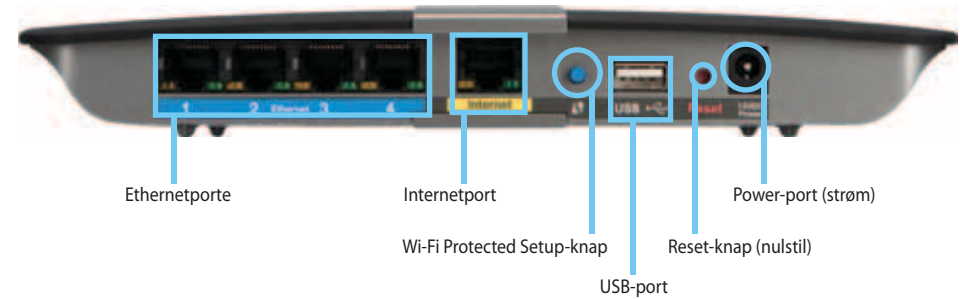 1 2 Ethernet 3 4
Internet
USB
Reset
Power
Ethernetporte
Internetport
Power-port (strøm)
Wi-Fi Protected Setup-knap
Reset-knap (nulstil)
USB-port